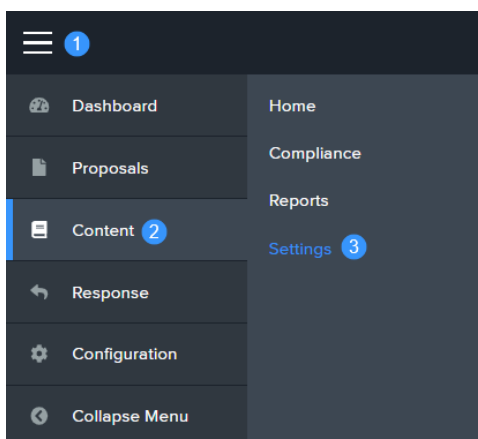 1
Dashboard
Proposals
Content 2
Response
Configuration
Collapse Menu
Home
Compliance
Reports
Settings 3